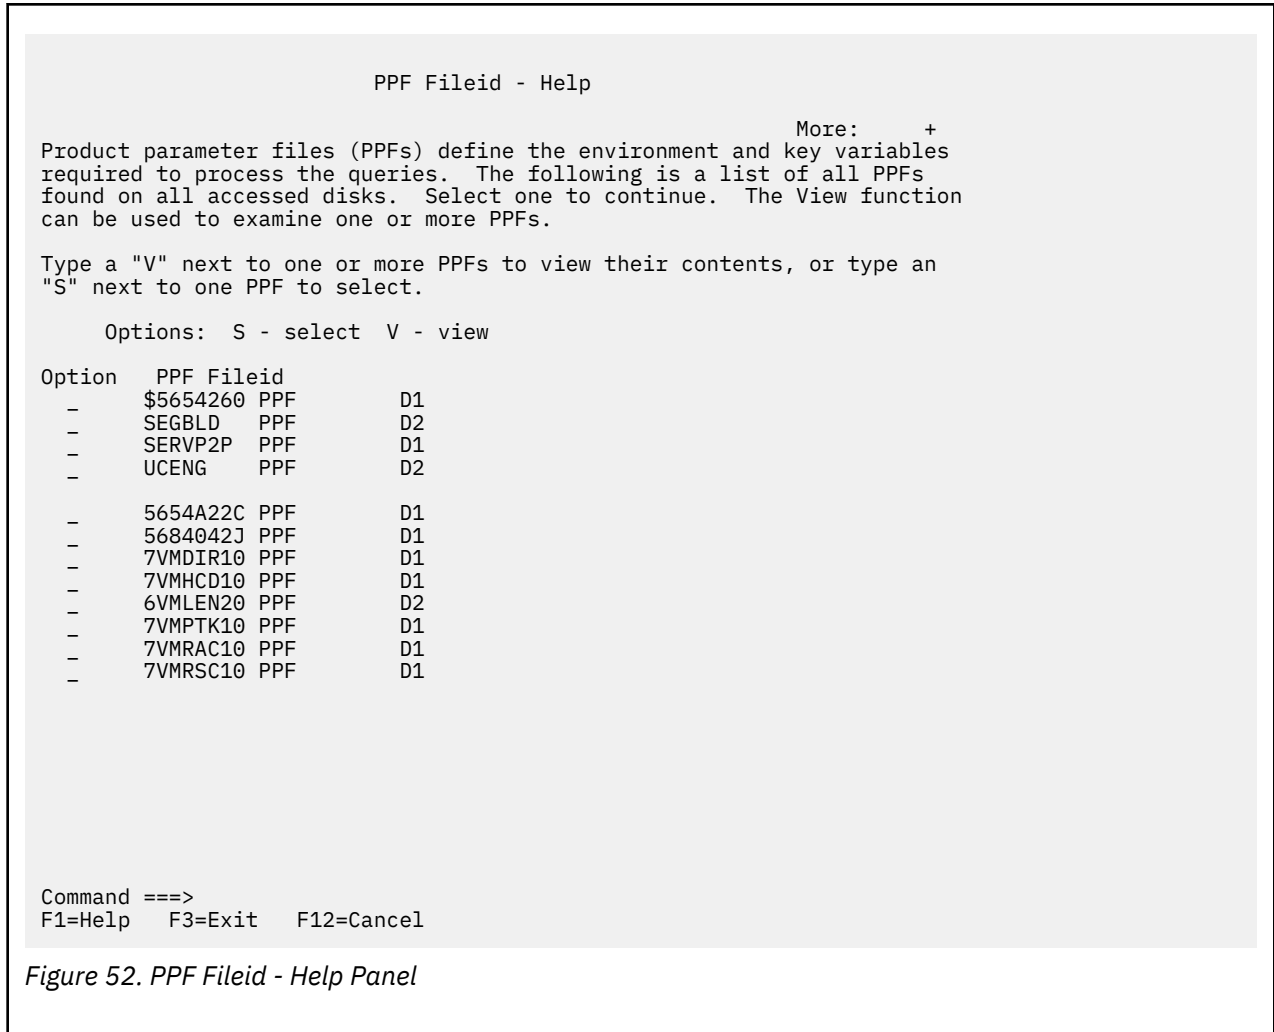 PPF Fileid - Help
More:     +
Product parameter files (PPFs) define the environment and key variables
required to process the queries.  The following is a list of all PPFs
found on all accessed disks.  Select one to continue.  The View function
can be used to examine one or more PPFs.
Type a "V" next to one or more PPFs to view their contents, or type an
"S" next to one PPF to select.
Options:  S - select  V - view
Option   PPF Fileid
_     $5654260 PPF        D1
_     SEGBLD   PPF        D2
_     SERVP2P  PPF        D1
_     UCENG    PPF        D2
_     5654A22C PPF        D1
_     5684042J PPF        D1
_     7VMDIR10 PPF        D1
_     7VMHCD10 PPF        D1
_     6VMLEN20 PPF        D2
_     7VMPTK10 PPF        D1
_     7VMRAC10 PPF        D1
_     7VMRSC10 PPF        D1
Command ===>
F1=Help   F3=Exit   F12=Cancel
Figure 52. PPF Fileid - Help Panel